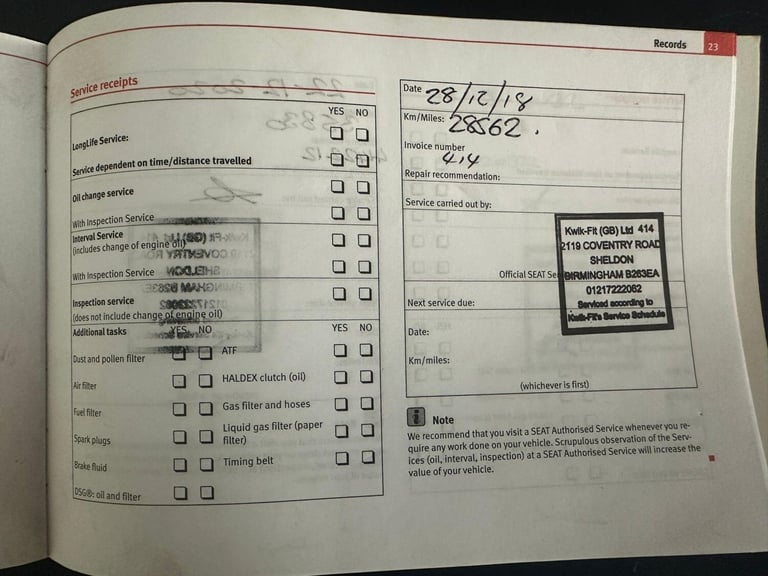 Records 23
Service receipts
YES NO
LongLife Service:
Service dependent on time/distance travelled
Oil change service
With Inspection Service
Interval Service
(includes change of engine oil)
With Inspection Service
Inspection service
(does not include change of engine oil)
Additional tasks YES NO YES NO
Dust and pollen filter ATF
Air filter HALDEX clutch (oil)
Fuel filter Gas filter and hoses
Spark plugs Liquid gas filter (paper
filter)
Brake fluid Timing belt
DSG®: oil and filter
Date 28/12/18
Km/Miles: 28562.
Invoice number
414
Repair recommendation:
Service carried out by:
Official SEAT Se
Kwik-Fit (GB) Ltd 414
2119 COVENTRY ROAD
SHELDON
BIRMINGHAM B263EA
01217222062
Serviced according to
Kwik-Fit's Service Schedule
Next service due:
Date:
Km/miles:
(whichever is first)
i Note
We recommend that you visit a SEAT Authorised Service whenever you re-
quire any work done on your vehicle. Scrupulous observation of the Serv-
ices (oil, interval, inspection) at a SEAT Authorised Service will increase the
value of your vehicle.